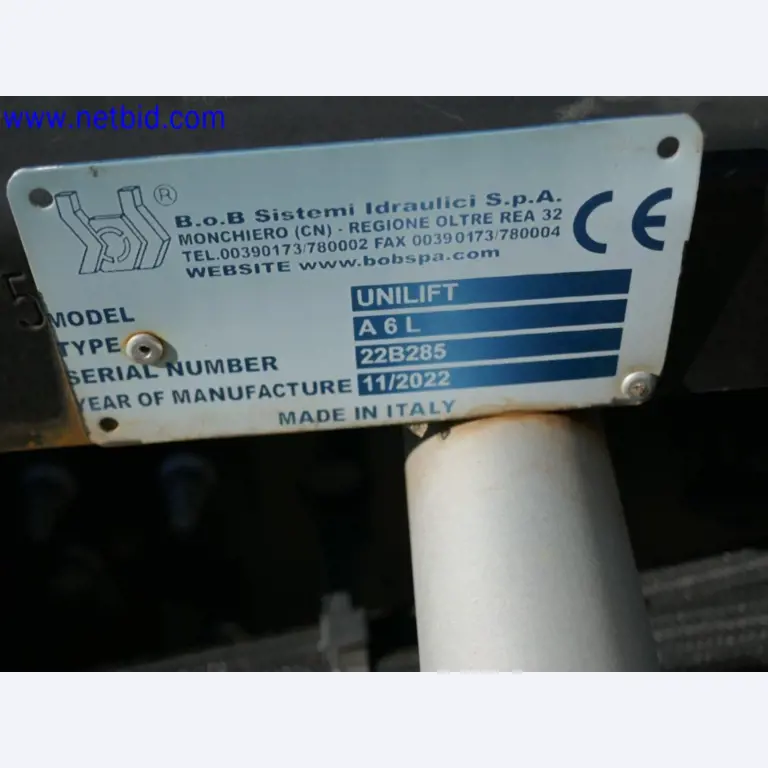 www.netbid.com
®
B.o.B Sistemi Idraulici S.p.A.
MONCHIERO (CN) - REGIONE OLTRE REA 32
TEL.00390173/780002 FAX 00390173/780004
WEBSITE www.bobspa.com
CE
5
MODEL UNILIFT
TYPE A 6 L
SERIAL NUMBER 22B285
YEAR OF MANUFACTURE 11/2022
MADE IN ITALY